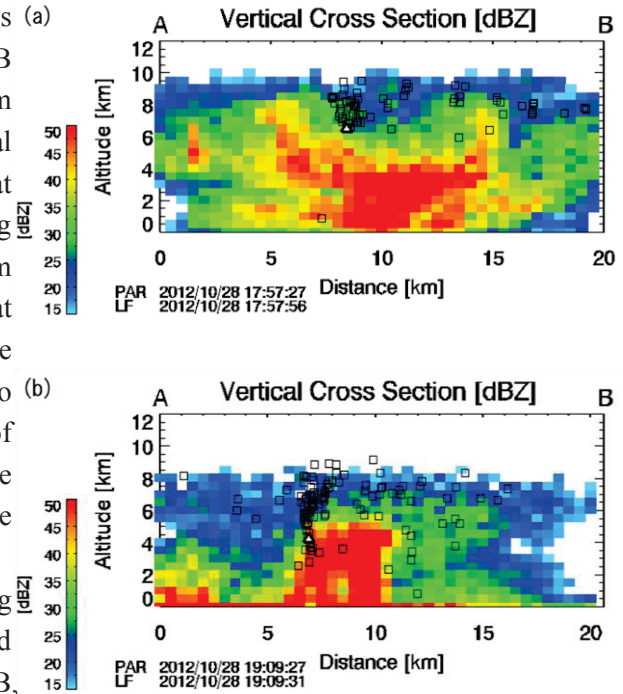 s
B
m
al
at
g
m
at
e
o
of
e
e
g
d
B,
(a)
A Vertical Cross Section [dBZ] B
12
10
8
6
4
2
0
Altitude [km]
50
45
40
35
30
25
20
15
[dBZ]
0 5 10 15 20
Distance [km]
PAR 2012/10/28 17:57:27
LF 2012/10/28 17:57:56
(b)
A Vertical Cross Section [dBZ] B
12
10
8
6
4
2
0
Altitude [km]
50
45
40
35
30
25
20
15
[dBZ]
0 5 10 15 20
Distance [km]
PAR 2012/10/28 19:09:27
LF 2012/10/28 19:09:31